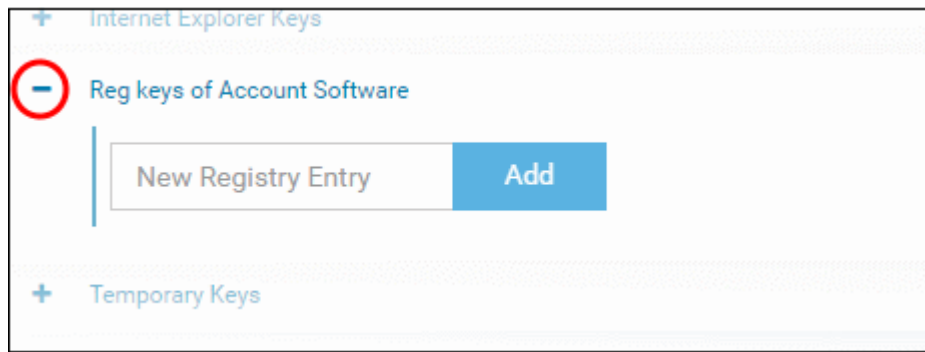 Internet Explorer Keys
Reg keys of Account Software
New Registry Entry Add
Temporary Keys